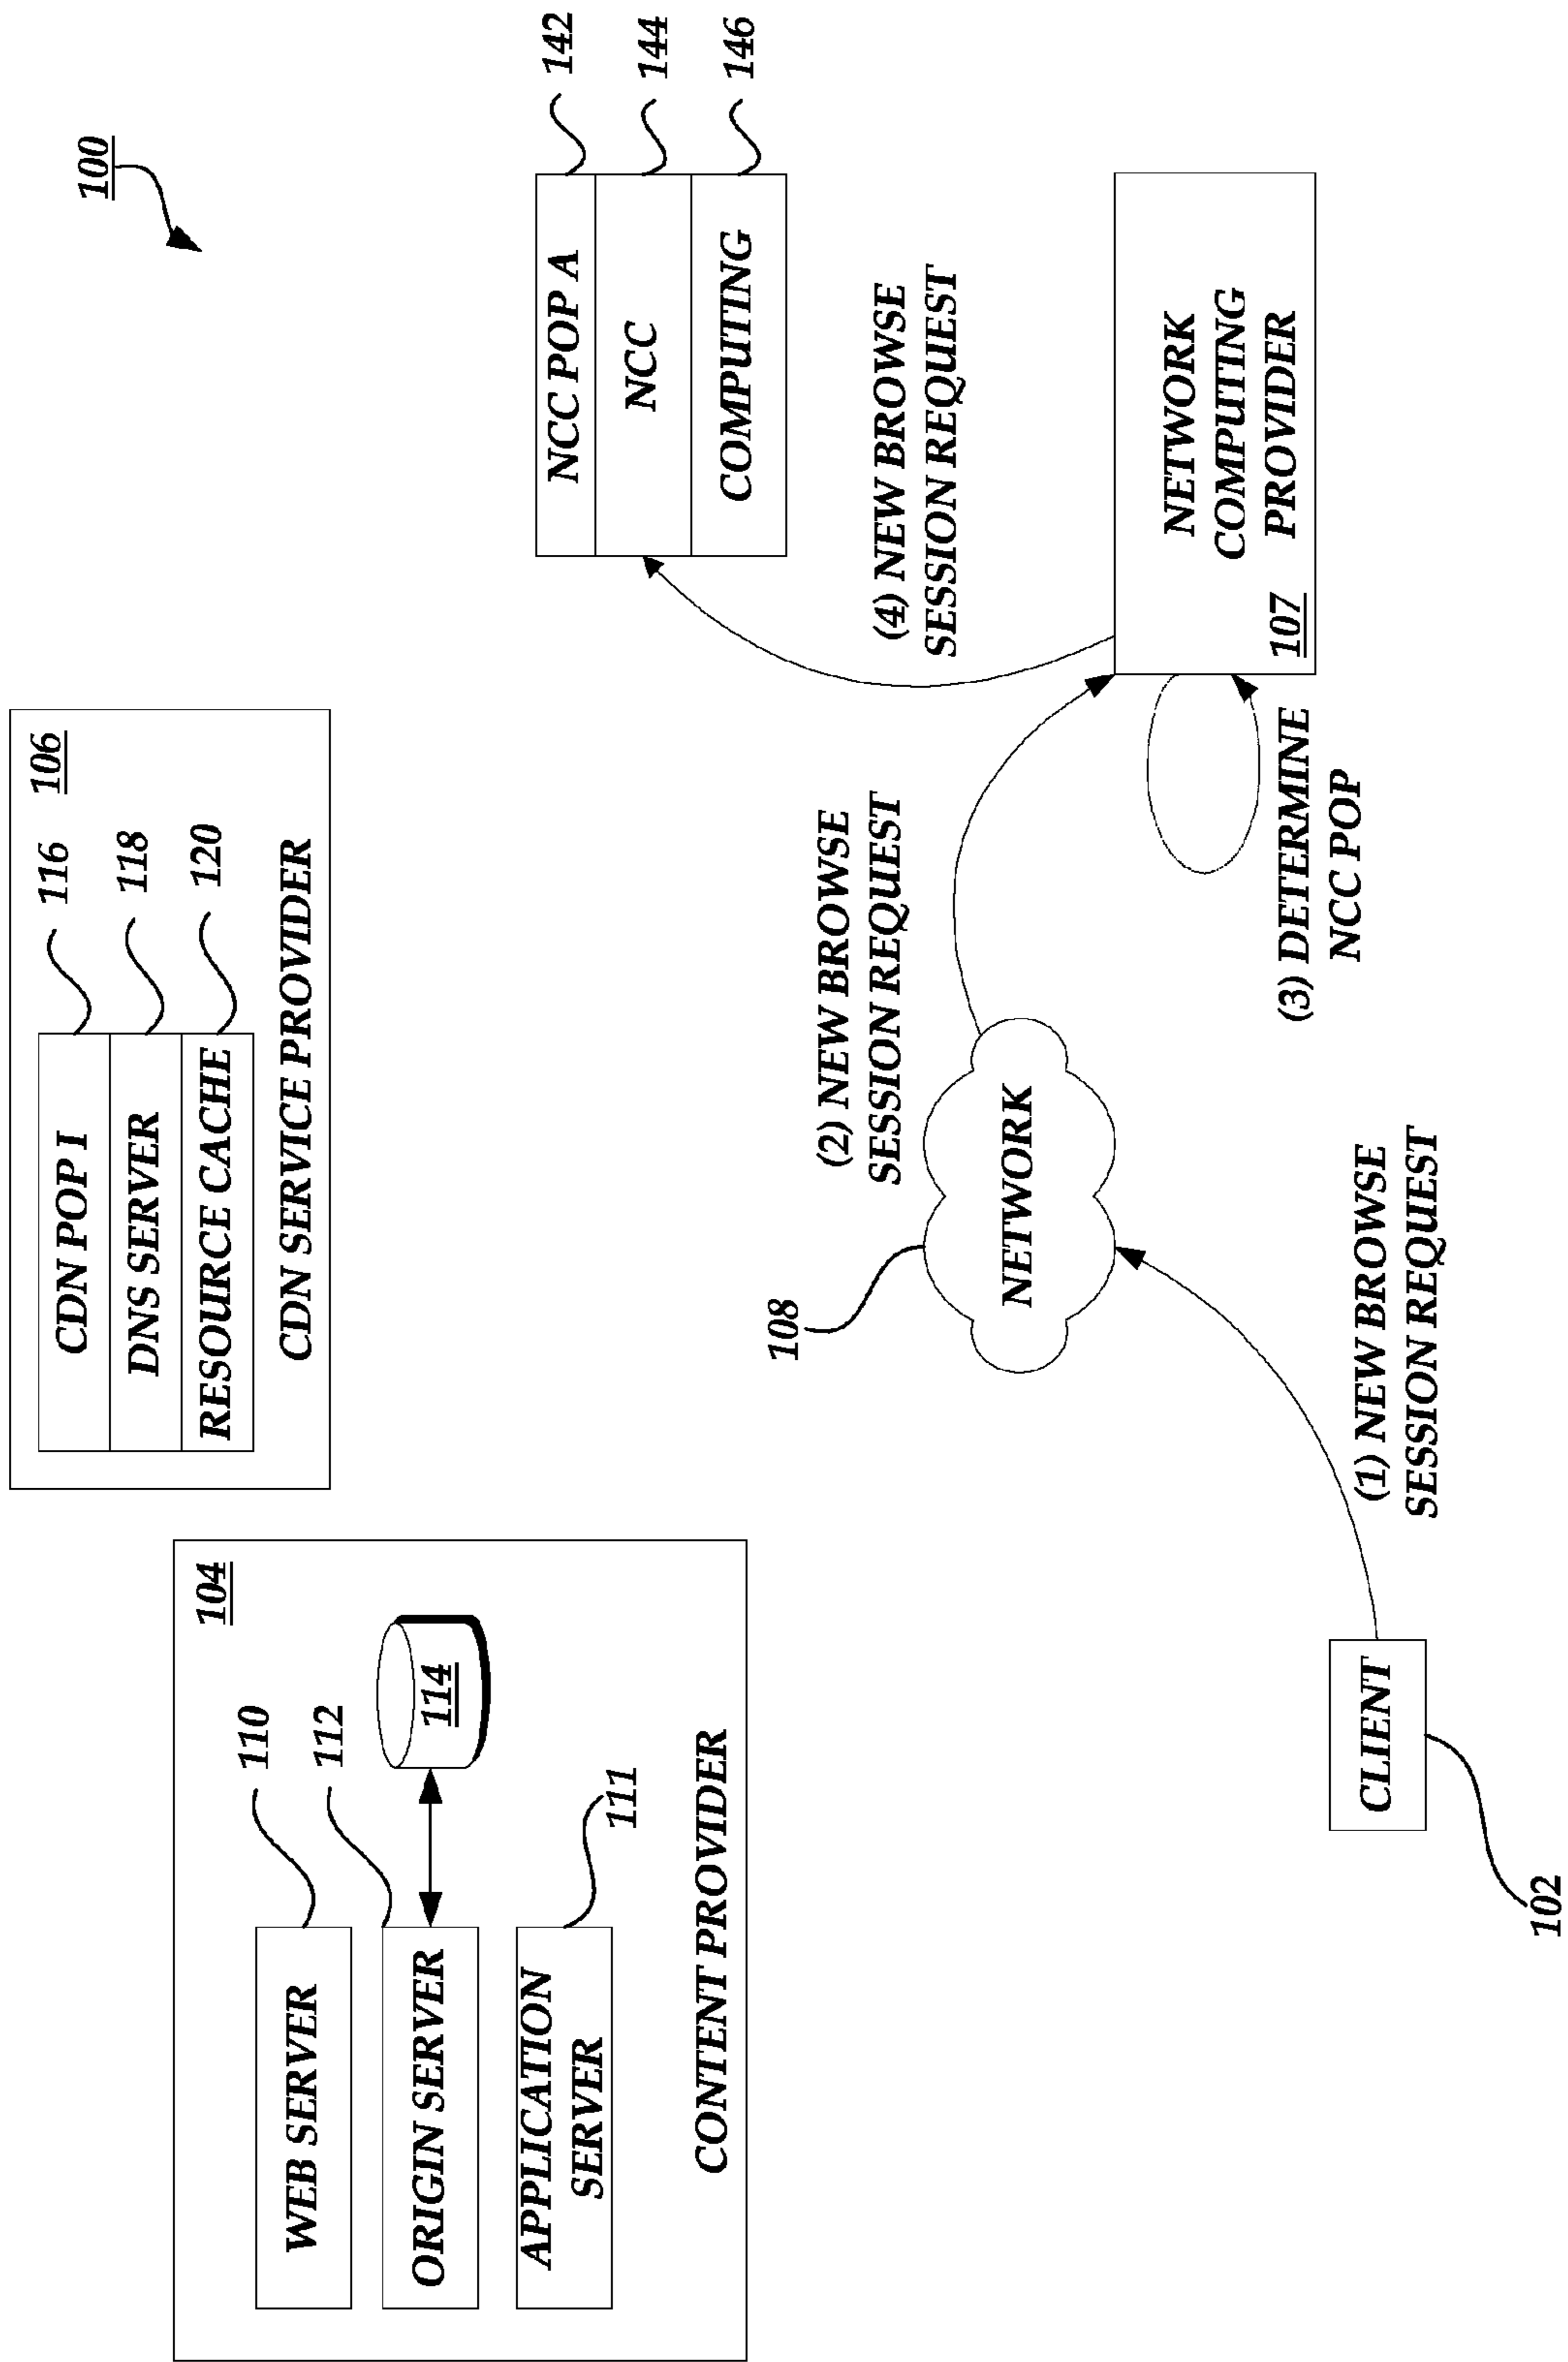 100
104
110
WEB SERVER
112
ORIGIN SERVER
114
111
APPLICATION
SERVER
CONTENT PROVIDER
106
116
CDN POP I
118
DNS SERVER
120
RESOURCE CACHE
CDN SERVICE PROVIDER
142
NCC POP A
144
NCC
146
COMPUTING
(4) NEW BROWSE
SESSION REQUEST
108
NETWORK
(2) NEW BROWSE
SESSION REQUEST
NETWORK
COMPUTING
PROVIDER
107
(3) DETERMINE
NCC POP
CLIENT
102
(1) NEW BROWSE
SESSION REQUEST